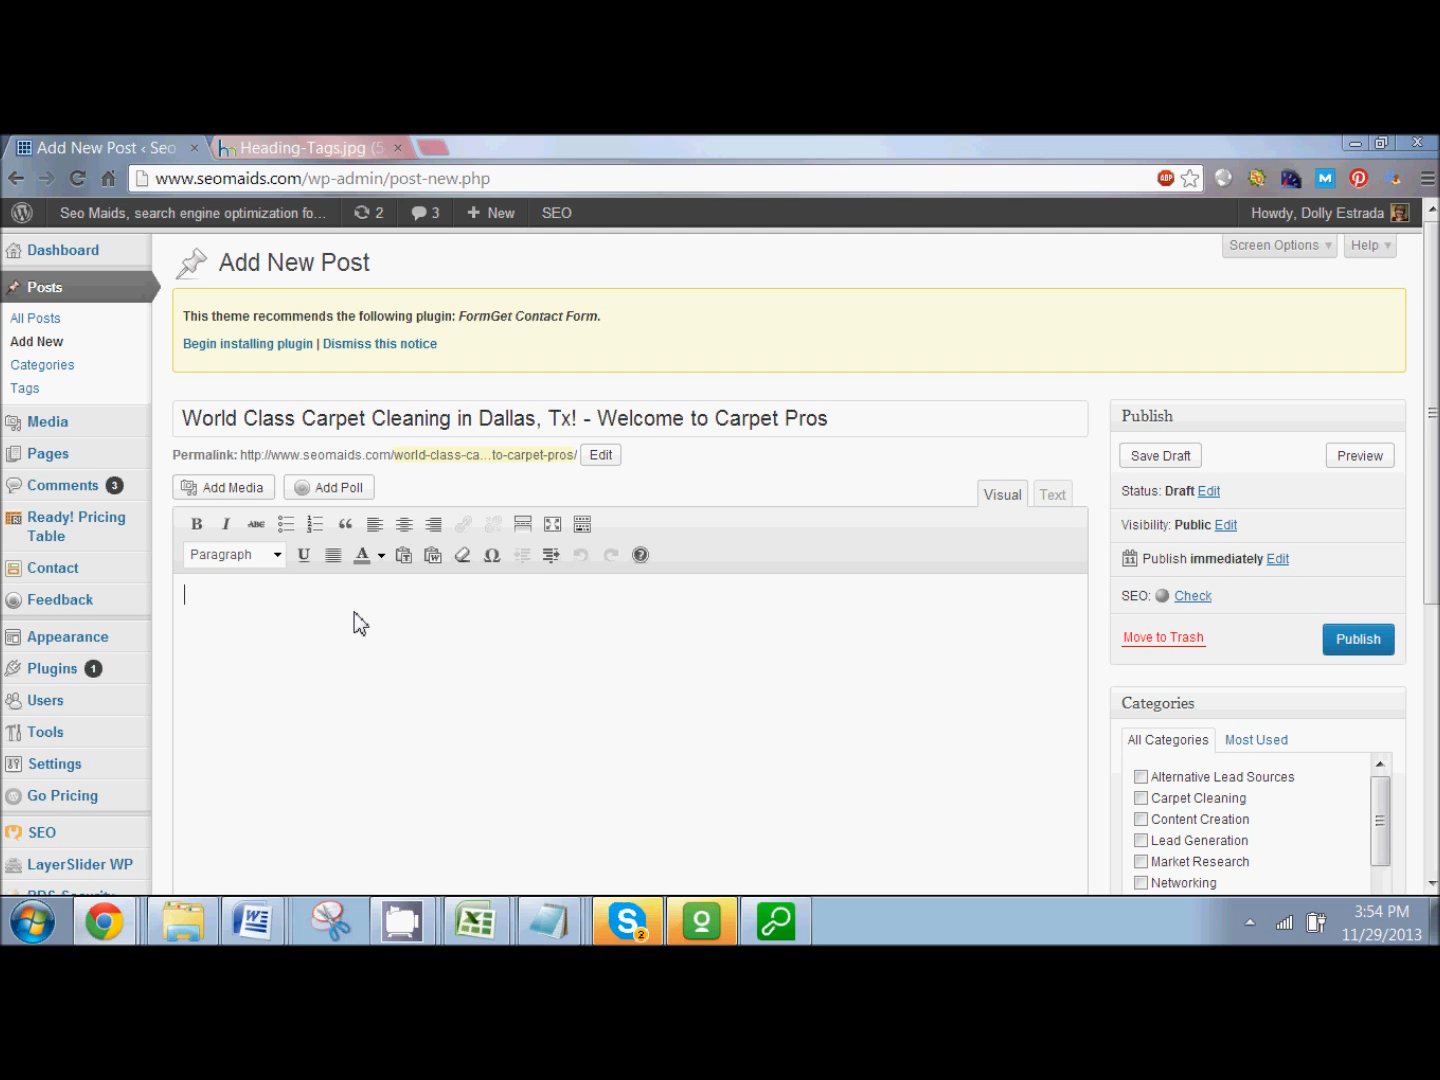 Add New Post ‹ Seo
Heading-Tags.jpg (5
www.seomaids.com/wp-admin/post-new.php
ABP
M
Seo Maids, search engine optimization fo...
2
3
+ New
SEO
Howdy, Dolly Estrada
Dashboard
Posts
All Posts
Add New
Categories
Tags
Media
Pages
Comments 3
Ready! Pricing
Table
Contact
Feedback
Appearance
Plugins 1
Users
Tools
Settings
Go Pricing
SEO
LayerSlider WP
Add New Post
Screen Options
Help
This theme recommends the following plugin: FormGet Contact Form.
Begin installing plugin | Dismiss this notice
World Class Carpet Cleaning in Dallas, Tx! - Welcome to Carpet Pros
Permalink: http://www.seomaids.com/world-class-ca...to-carpet-pros/ Edit
Add Media
Add Poll
Visual
Text
B I ABC
Paragraph
U A
Publish
Save Draft
Preview
Status: Draft Edit
Visibility: Public Edit
Publish immediately Edit
SEO: Check
Move to Trash
Publish
Categories
All Categories
Most Used
Alternative Lead Sources
Carpet Cleaning
Content Creation
Lead Generation
Market Research
Networking
3:54 PM
11/29/2013